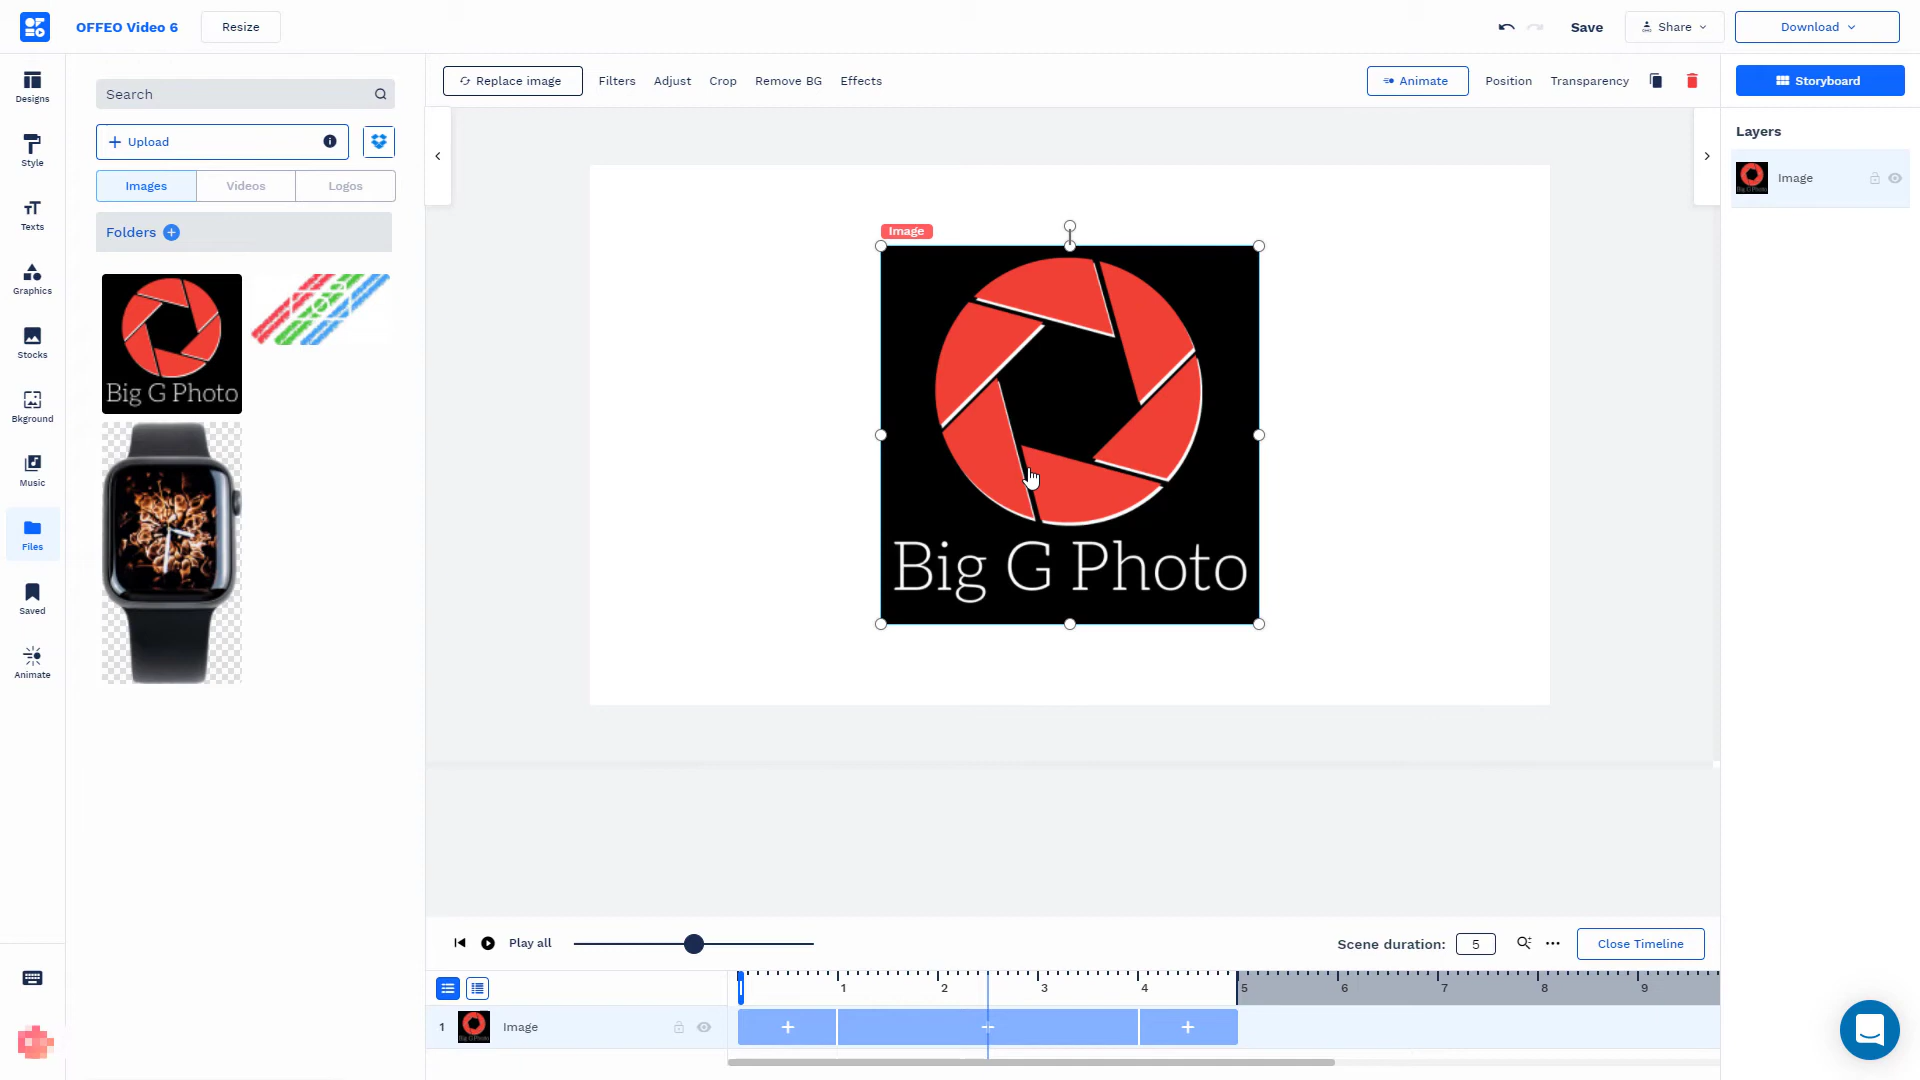 OFFEO Video 6
Resize
Save
Share
Download
Designs
Style
Texts
Graphics
Stocks
Bkground
Music
Files
Saved
Animate
Search
Upload
Images
Videos
Logos
Folders
Big G Photo
Replace image
Filters
Adjust
Crop
Remove BG
Effects
Animate
Position
Transparency
Storyboard
Layers
Big G Photo
Image
Image
Big G Photo
Play all
Scene duration: 5
Close Timeline
1 2 3 4 5 6 7 8 9
1
Image